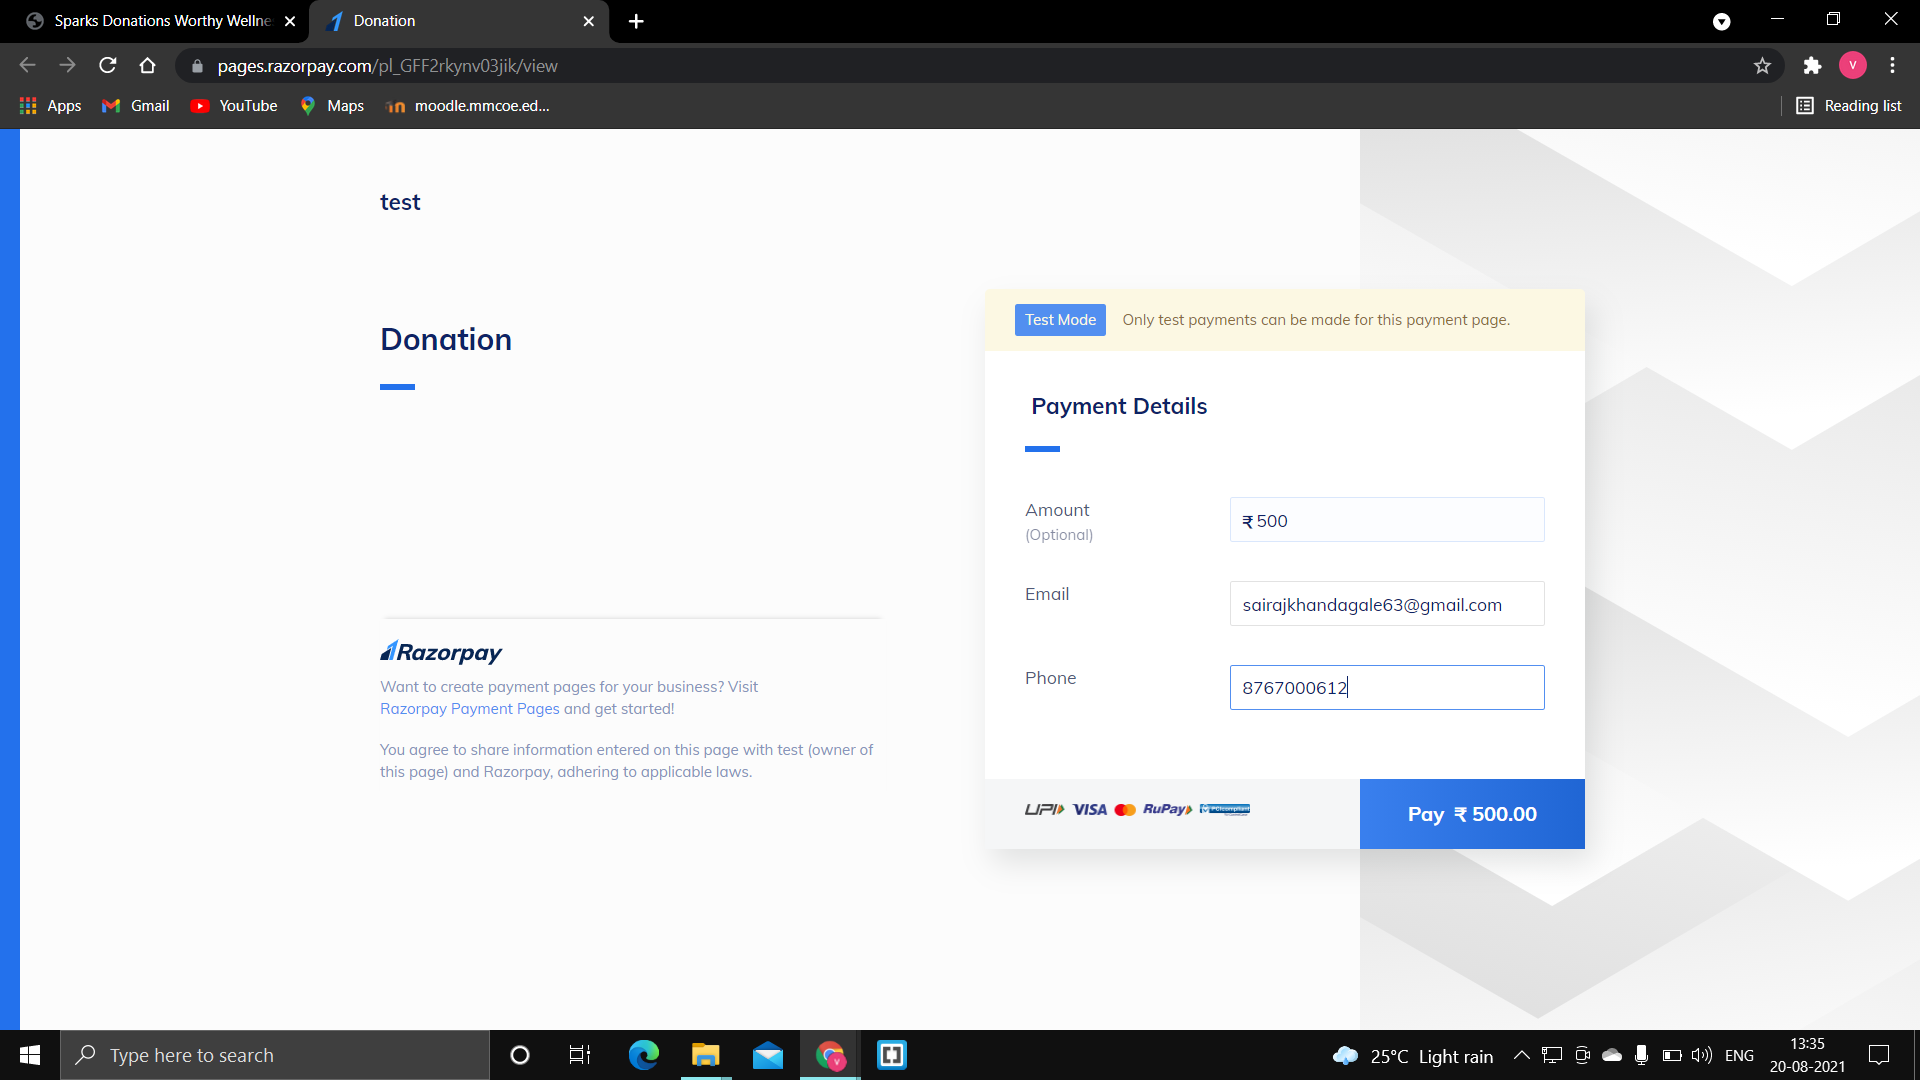 Sparks Donations Worthy Wellne
Donation
pages.razorpay.com/pl_GFF2rkynv03jik/view
V
Apps
Gmail
YouTube
Maps
moodle.mmcoe.ed...
Reading list
test
Donation
Test Mode
Only test payments can be made for this payment page.
Payment Details
Amount
(Optional)
₹ 500
Email
sairajkhandagale63@gmail.com
Phone
8767000612
Razorpay
Want to create payment pages for your business? Visit
Razorpay Payment Pages and get started!
You agree to share information entered on this page with test (owner of
this page) and Razorpay, adhering to applicable laws.
UPI VISA RuPay PCI compliant
Pay ₹ 500.00
Type here to search
25°C Light rain
ENG
13:35
20-08-2021